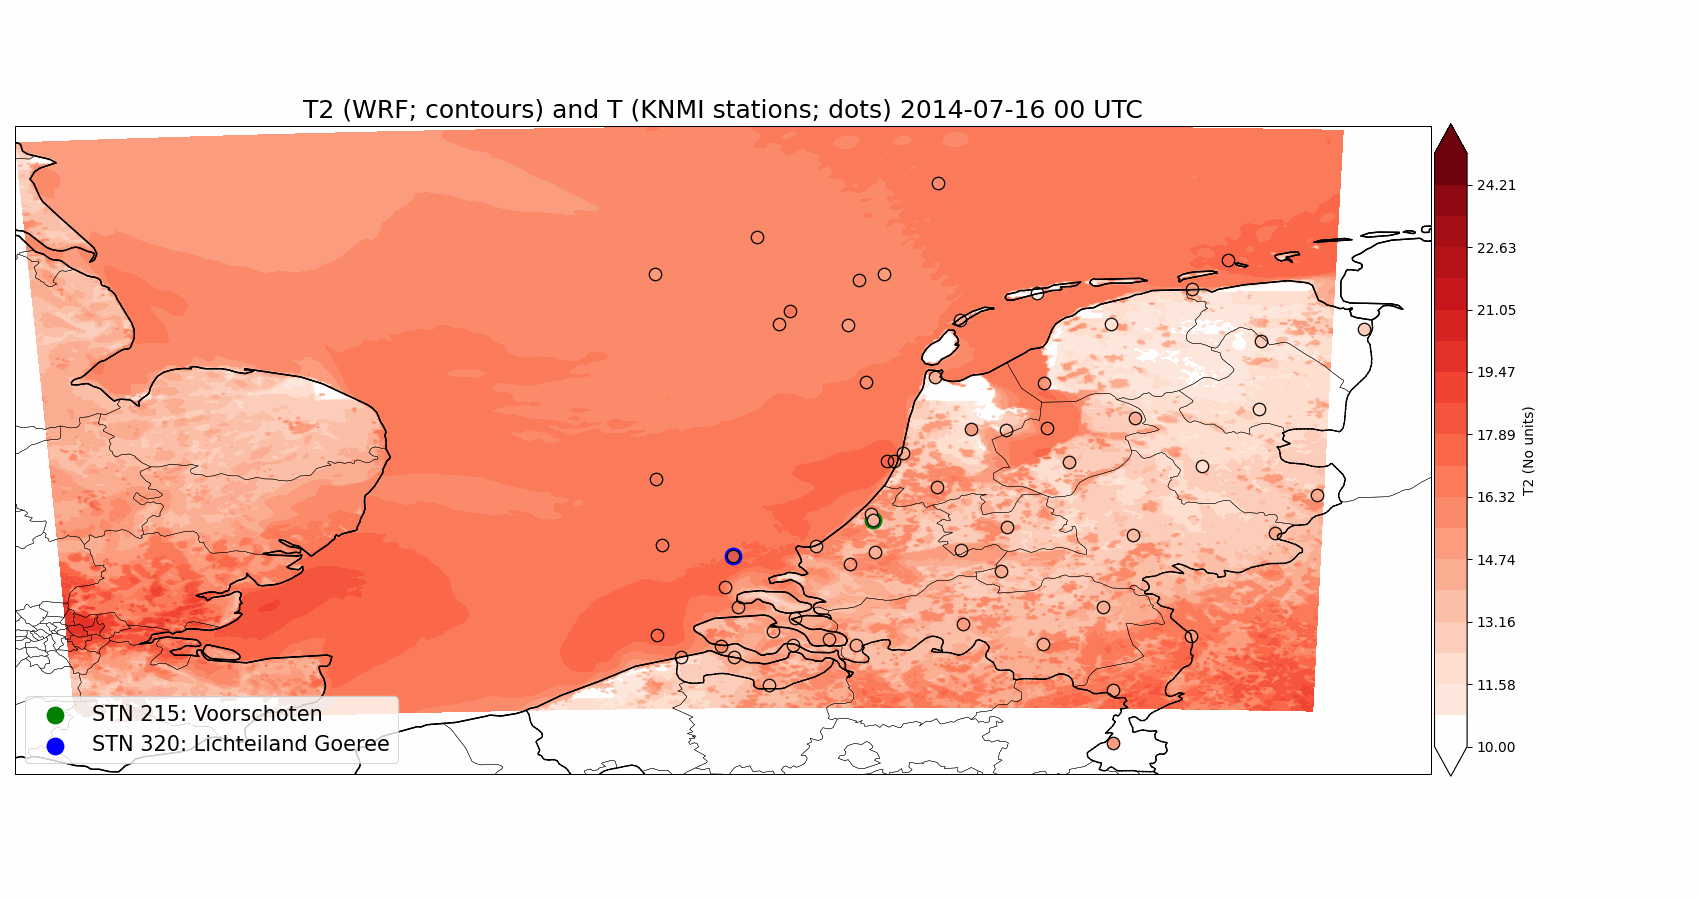 T2 (WRF; contours) and T (KNMI stations; dots) 2014-07-16 00 UTC
24.21
22.63
21.05
19.47
17.89
16.32
14.74
13.16
11.58
10.00
T2 (No units)
STN 215: Voorschoten
STN 320: Lichteiland Goeree